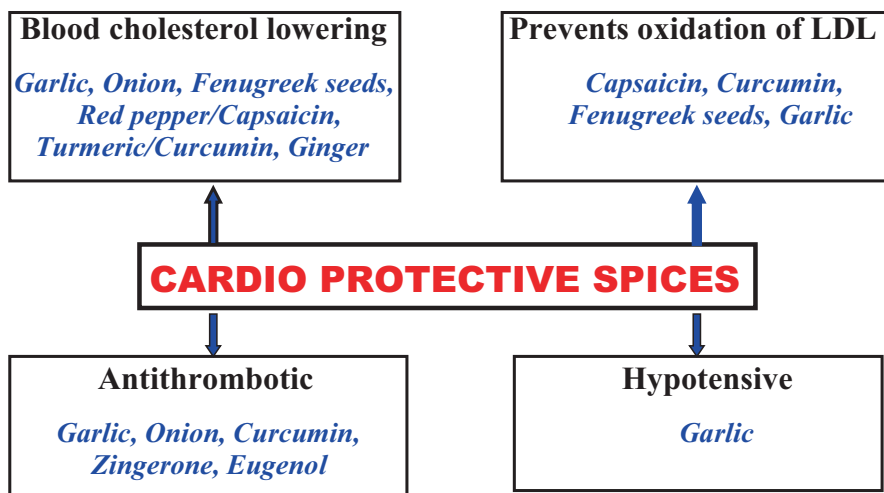 Blood cholesterol lowering
Garlic, Onion, Fenugreek seeds,
Red pepper/Capsaicin,
Turmeric/Curcumin, Ginger
Prevents oxidation of LDL
Capsaicin, Curcumin,
Fenugreek seeds, Garlic
CARDIO PROTECTIVE SPICES
Antithrombotic
Garlic, Onion, Curcumin,
Zingerone, Eugenol
Hypotensive
Garlic